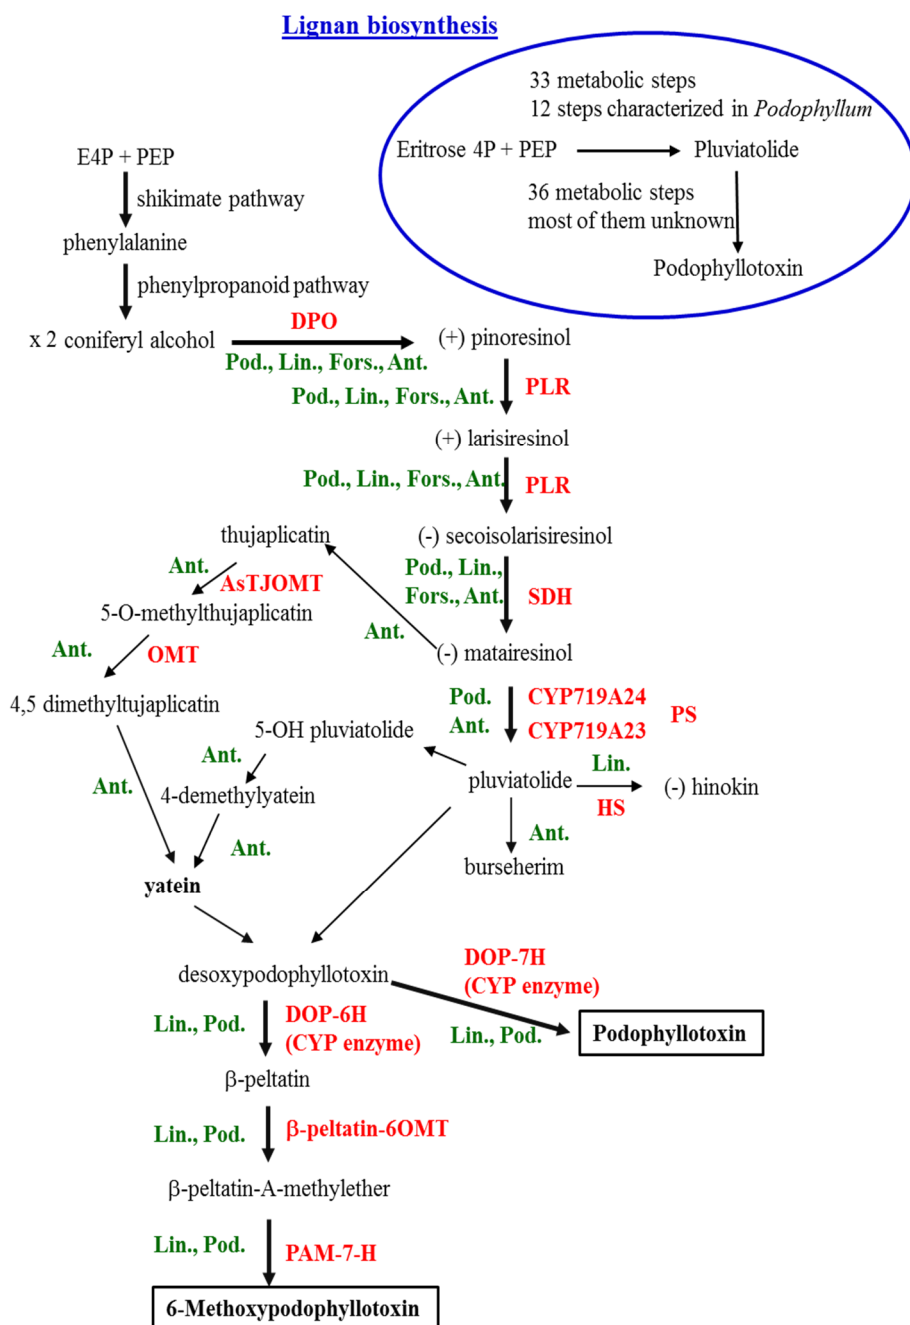 Lignan biosynthesis
33 metabolic steps
12 steps characterized in Podophyllum
Eritrose 4P + PEP
Pluviatolide
36 metabolic steps
most of them unknown
Podophyllotoxin
E4P + PEP
shikimate pathway
phenylalanine
phenylpropanoid pathway
x 2 coniferyl alcohol
DPO
Pod., Lin., Fors., Ant.
(+) pinoresinol
Pod., Lin., Fors., Ant.
PLR
(+) larisiresinol
Pod., Lin., Fors., Ant.
PLR
(-) secoisolarisiresinol
thujaplicatin
Ant.
AsTJOMT
Pod., Lin.,
Fors., Ant.
SDH
5-O-methylthujaplicatin
Ant.
Ant.
OMT
(-) matairesinol
4,5 dimethyltujaplicatin
Pod.
Ant.
CYP719A24
CYP719A23
PS
5-OH pluviatolide
Ant.
Ant.
4-demethylyatein
pluviatolide
Lin.
HS
(-) hinokin
Ant.
Ant.
burseherim
yatein
desoxypodophyllotoxin
DOP-7H
(CYP enzyme)
Lin., Pod.
DOP-6H
(CYP enzyme)
Lin., Pod.
Podophyllotoxin
β-peltatin
Lin., Pod.
β-peltatin-6OMT
β-peltatin-A-methylether
Lin., Pod.
PAM-7-H
6-Methoxypodophyllotoxin